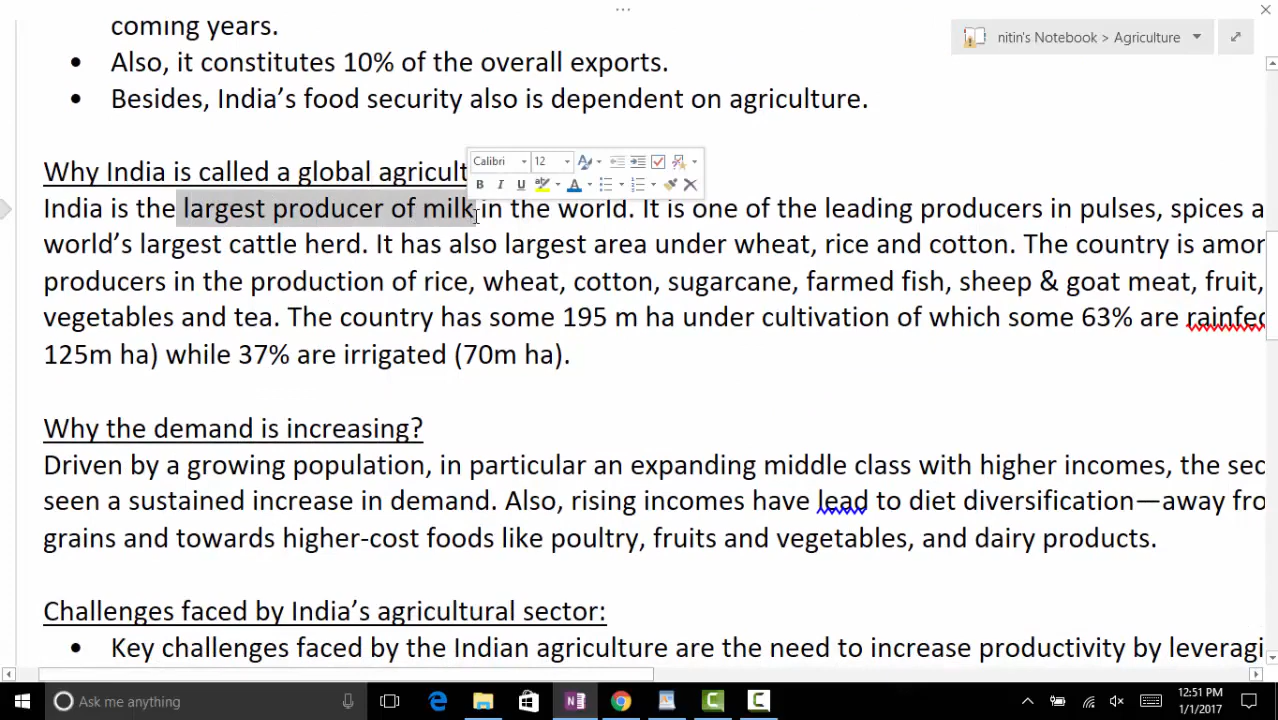 coming years.
nitin's Notebook > Agriculture
• Also, it constitutes 10% of the overall exports.
• Besides, India's food security also is dependent on agriculture.
Why India is called a global agricult
Calibri 12
B I U A
India is the largest producer of milk in the world. It is one of the leading producers in pulses, spices a
world's largest cattle herd. It has also largest area under wheat, rice and cotton. The country is amor
producers in the production of rice, wheat, cotton, sugarcane, farmed fish, sheep & goat meat, fruit,
vegetables and tea. The country has some 195 m ha under cultivation of which some 63% are rainfed
125m ha) while 37% are irrigated (70m ha).
Why the demand is increasing?
Driven by a growing population, in particular an expanding middle class with higher incomes, the sec
seen a sustained increase in demand. Also, rising incomes have lead to diet diversification—away fro
grains and towards higher-cost foods like poultry, fruits and vegetables, and dairy products.
Challenges faced by India's agricultural sector:
• Key challenges faced by the Indian agriculture are the need to increase productivity by leveragi
Ask me anything
12:51 PM
1/1/2017